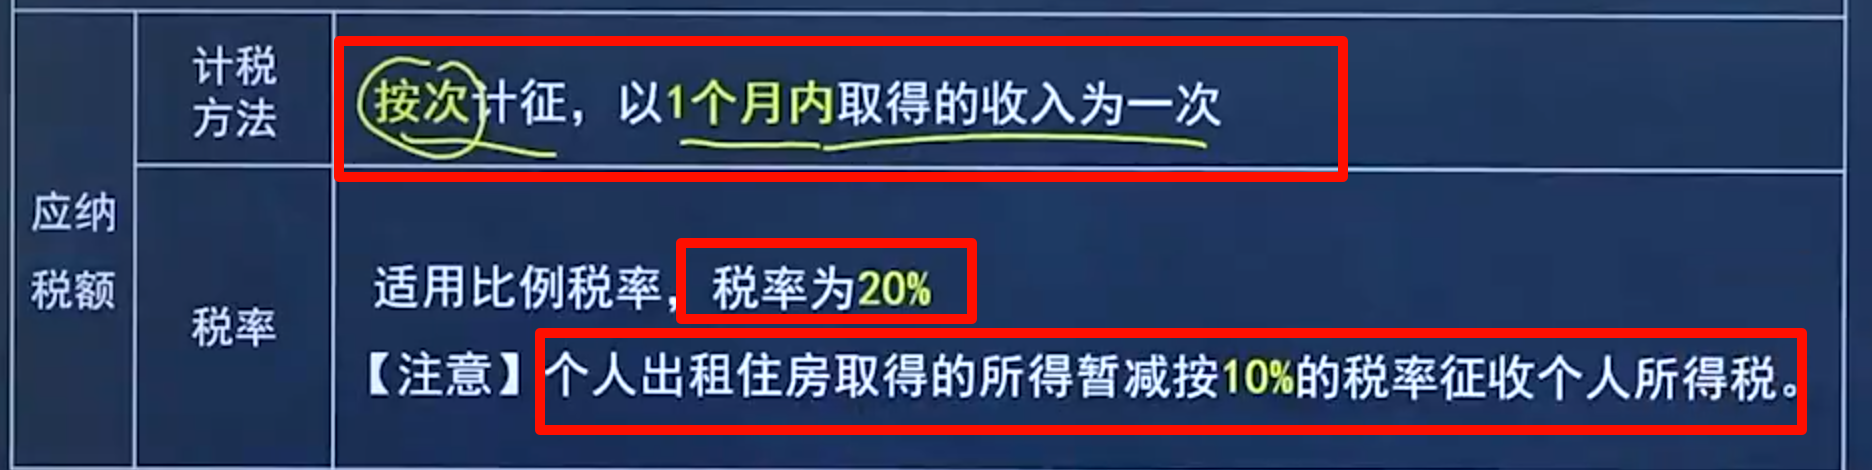 计税
方法
按次计征，以1个月内取得的收入为一次
应纳
税额
税率
适用比例税率，税率为20%
【注意】个人出租住房取得的所得暂减按10%的税率征收个人所得税。